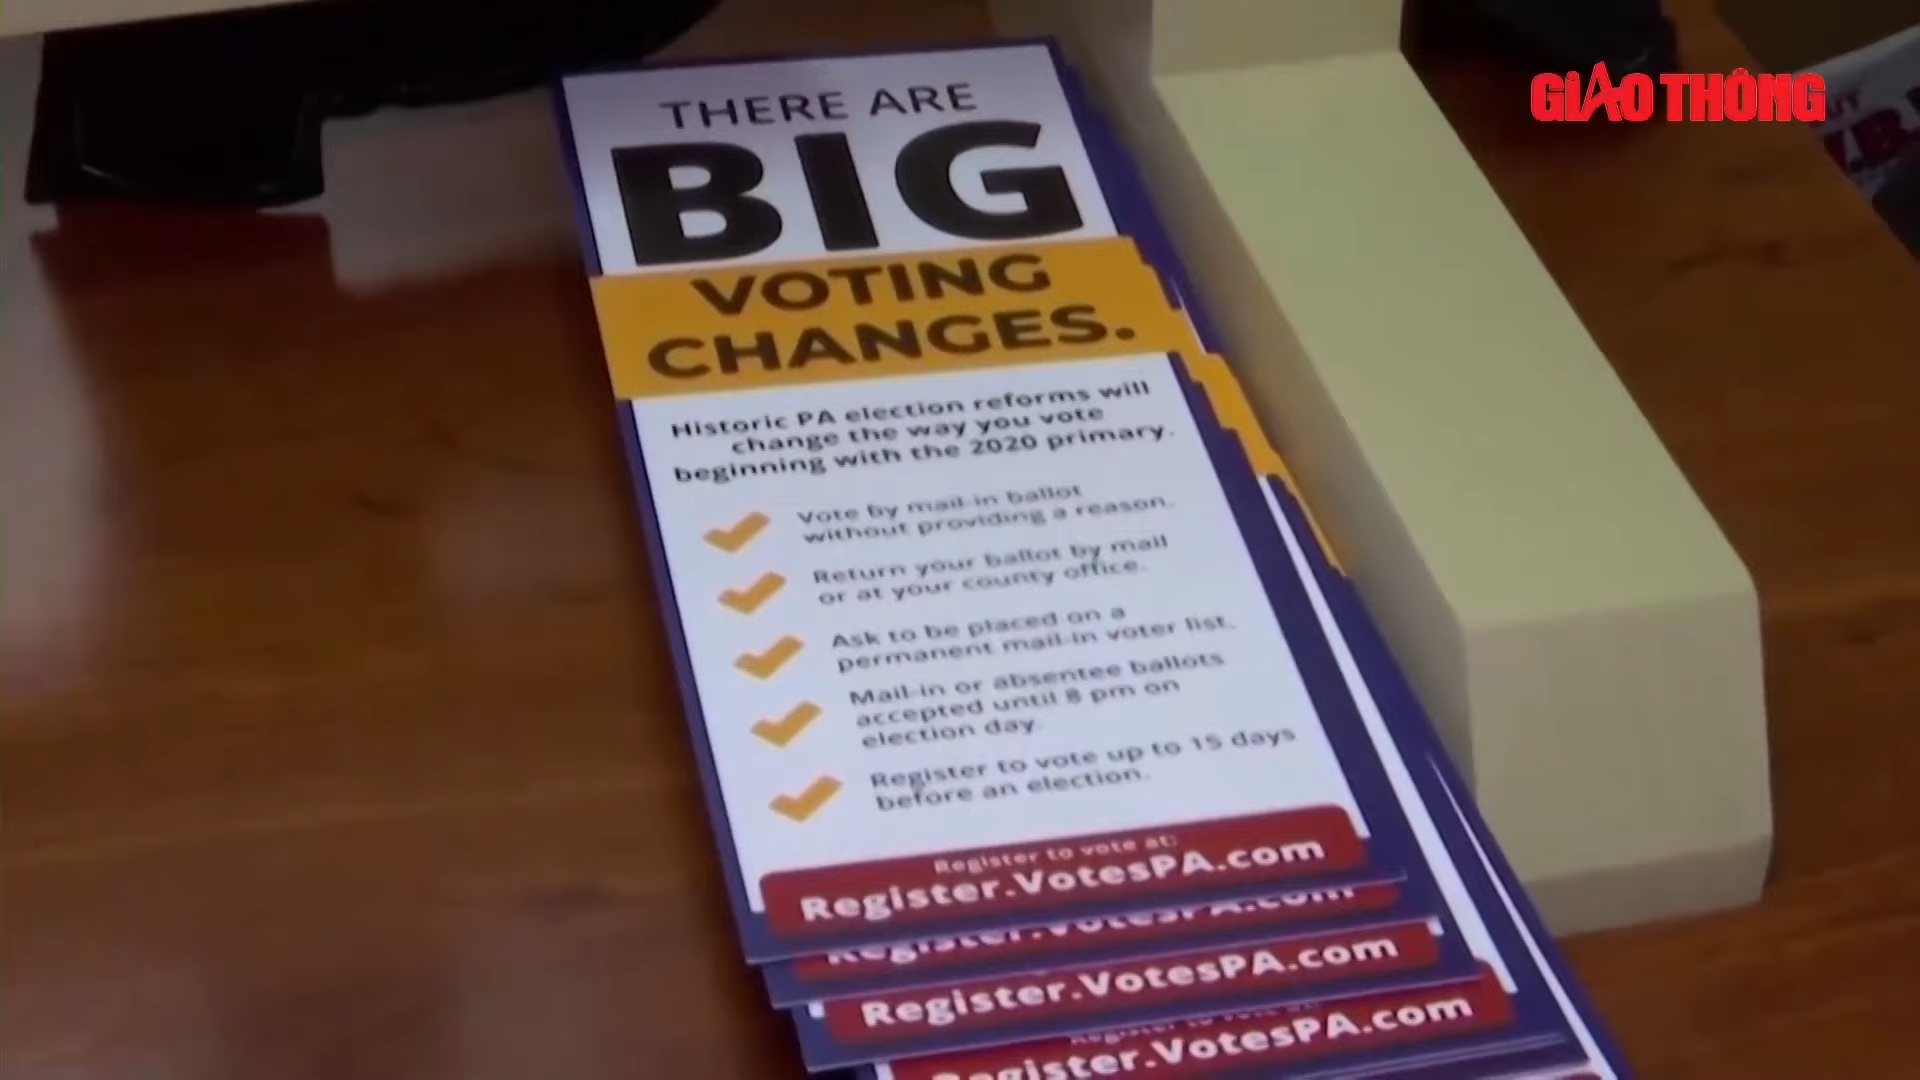 GIAO THÔNG
THERE ARE
BIG
VOTING
CHANGES.
Historic PA election reforms will
change the way you vote
beginning with the 2020 primary.
Vote by mail-in ballot
without providing a reason.
Return your ballot by mail
or at your county office.
Ask to be placed on a
permanent mail-in voter list.
Mail-in or absentee ballots
accepted until 8 pm on
election day.
Register to vote up to 15 days
before an election.
Register to vote at:
Register.VotesPA.com
Register.VotesPA.com
Register.VotesPA.com
Register.VotesPA.com